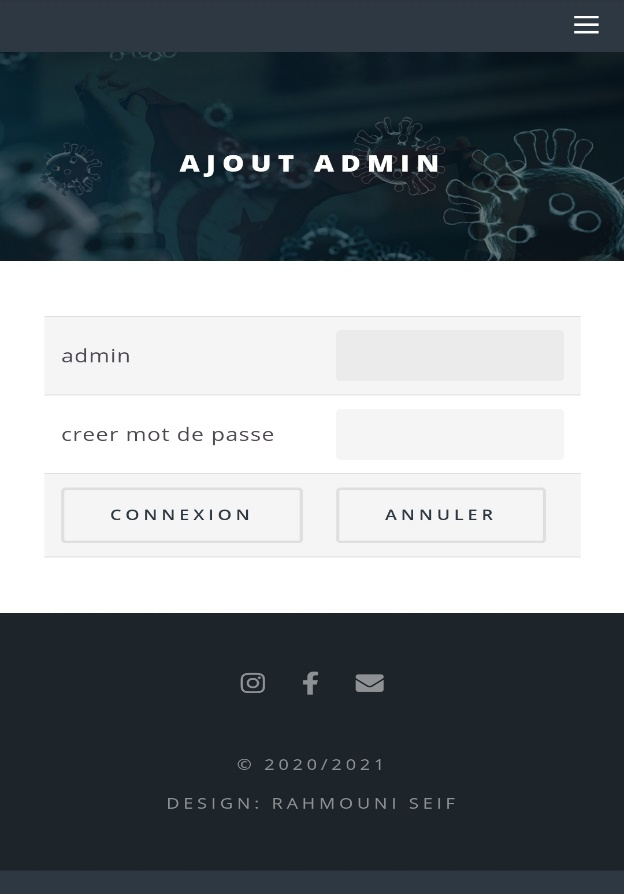 AJOUT ADMIN
admin
creer mot de passe
CONNEXION ANNULER
© 2020/2021
DESIGN: RAHMOUNI SEIF